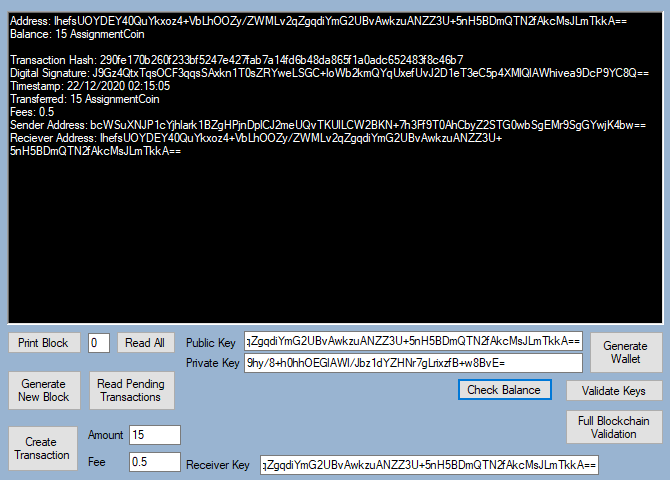 Address: IhefsUOYDEY40QuYkxoz4+VbLhOOZy/ZWMLv2qZgqdiYmG2UBvAwkzuANZZ3U+5nH5BDmQTN2fAkcMsJLmTkkA==
Balance: 15 AssignmentCoin
Transaction Hash: 290fe170b260f233bf5247e427fab7a14fd6b48da865f1a0adc652483f8c46b7
Digital Signature: J9Gz4QtxTqsOCF3qqsSAxkn1T0sZRYweLSGC+IoWb2kmQYqUxefUvJ2D1eT3eC5p4XMIQIAWhivea9DcP9YC8Q==
Timestamp: 22/12/2020 02:15:05
Transferred: 15 AssignmentCoin
Fees: 0.5
Sender Address: bcWSuXNJP1cYjhIark1BZgHPjnDpICJ2meUQvTKUILCW2BKN+7h3Ff9T0AhCbyZ2STG0wbSgEMr9SgGYwjK4bw==
Reciever Address: IhefsUOYDEY40QuYkxoz4+VbLhOOZy/ZWMLv2qZgqdiYmG2UBvAwkzuANZZ3U+
5nH5BDmQTN2fAkcMsJLmTkkA==
Print Block 0 Read All Public Key qZgqdiYmG2UBvAwkzuANZZ3U+5nH5BDmQTN2fAkcMsJLmTkkA==
Generate Wallet
Private Key 9hy/8+h0hhOEGIAWI/Jbz1dYZHNr7gLrixzfB+w8BvE=
Generate New Block
Read Pending Transactions
Check Balance
Validate Keys
Full Blockchain Validation
Create Transaction
Amount 15
Fee 0.5
Receiver Key qZgqdiYmG2UBvAwkzuANZZ3U+5nH5BDmQTN2fAkcMsJLmTkkA==